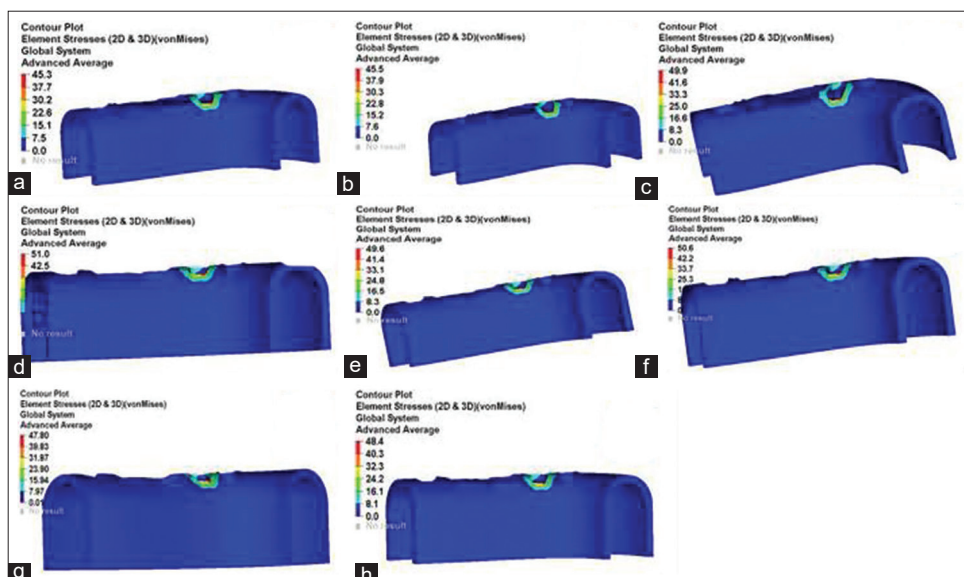 Contour Plot
Element Stresses (2D & 3D)(vonMises)
Global System
Advanced Average
45.3
37.7
30.2
22.6
15.1
7.5
0.0
No result
a
Contour Plot
Element Stresses (2D & 3D)(vonMises)
Global System
Advanced Average
45.5
37.9
30.3
22.8
15.2
7.6
0.0
No result
b
Contour Plot
Element Stresses (2D & 3D)(vonMises)
Global System
Advanced Average
49.9
41.6
33.3
25.0
16.6
8.3
0.0
No result
c
Contour Plot
Element Stresses (2D & 3D)(vonMises)
Global System
Advanced Average
51.0
42.5
No result
d
Contour Plot
Element Stresses (2D & 3D)(vonMises)
Global System
Advanced Average
49.6
41.4
33.1
24.8
16.5
8.3
0.0
No result
e
Contour Plot
Element Stresses (2D & 3D)(vonMises)
Global System
Advanced Average
50.6
42.2
33.7
25.3
No result
f
Contour Plot
Element Stresses (2D & 3D)(vonMises)
Global System
Advanced Average
47.80
39.83
31.87
23.90
15.94
7.97
0.01
No result
g
Contour Plot
Element Stresses (2D & 3D)(vonMises)
Global System
Advanced Average
48.4
40.3
32.3
24.2
16.1
8.1
0.0
No result
h